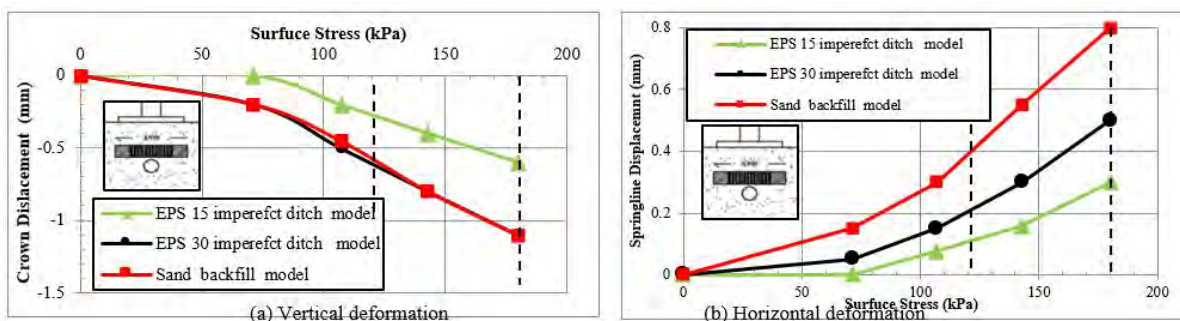 Surfuce Stress (kPa)
0 50 100 150 200
0
-0.5
-1
-1.5
Crown Dislacement (mm)
EPS 15 imperefct ditch model
EPS 30 imperefct ditch model
Sand backfill model
(a) Vertical deformation
0.8
0.6
0.4
0.2
0
Springline Displacemnt (mm)
EPS 15 imperefct ditch model
EPS 30 imperefct ditch model
Sand backfill model
0 50 100 150 200
Surfuce Stress (kPa)
(b) Horizontal deformation